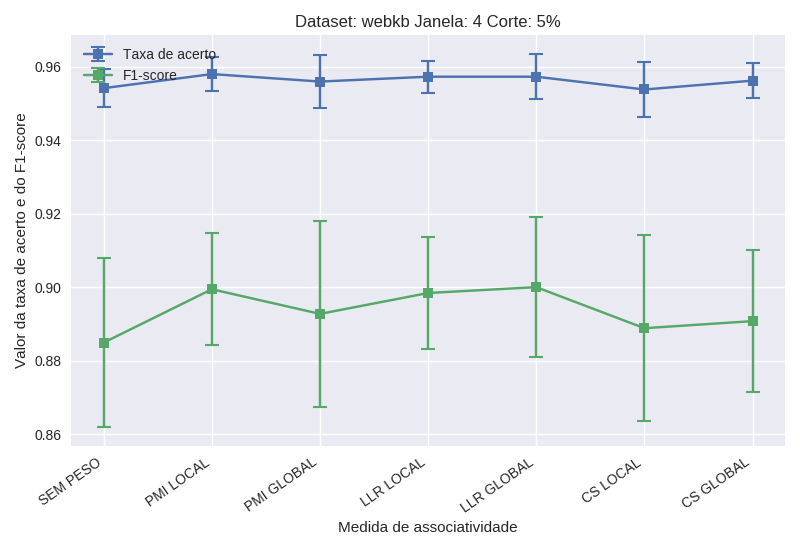 Dataset: webkb Janela: 4 Corte: 5%
Taxa de acerto
F1-score
Valor da taxa de acerto e do F1-score
0.96
0.94
0.92
0.90
0.88
0.86
SEM PESO
PMI LOCAL
PMI GLOBAL
LLR LOCAL
LLR GLOBAL
CS LOCAL
CS GLOBAL
Medida de associatividade